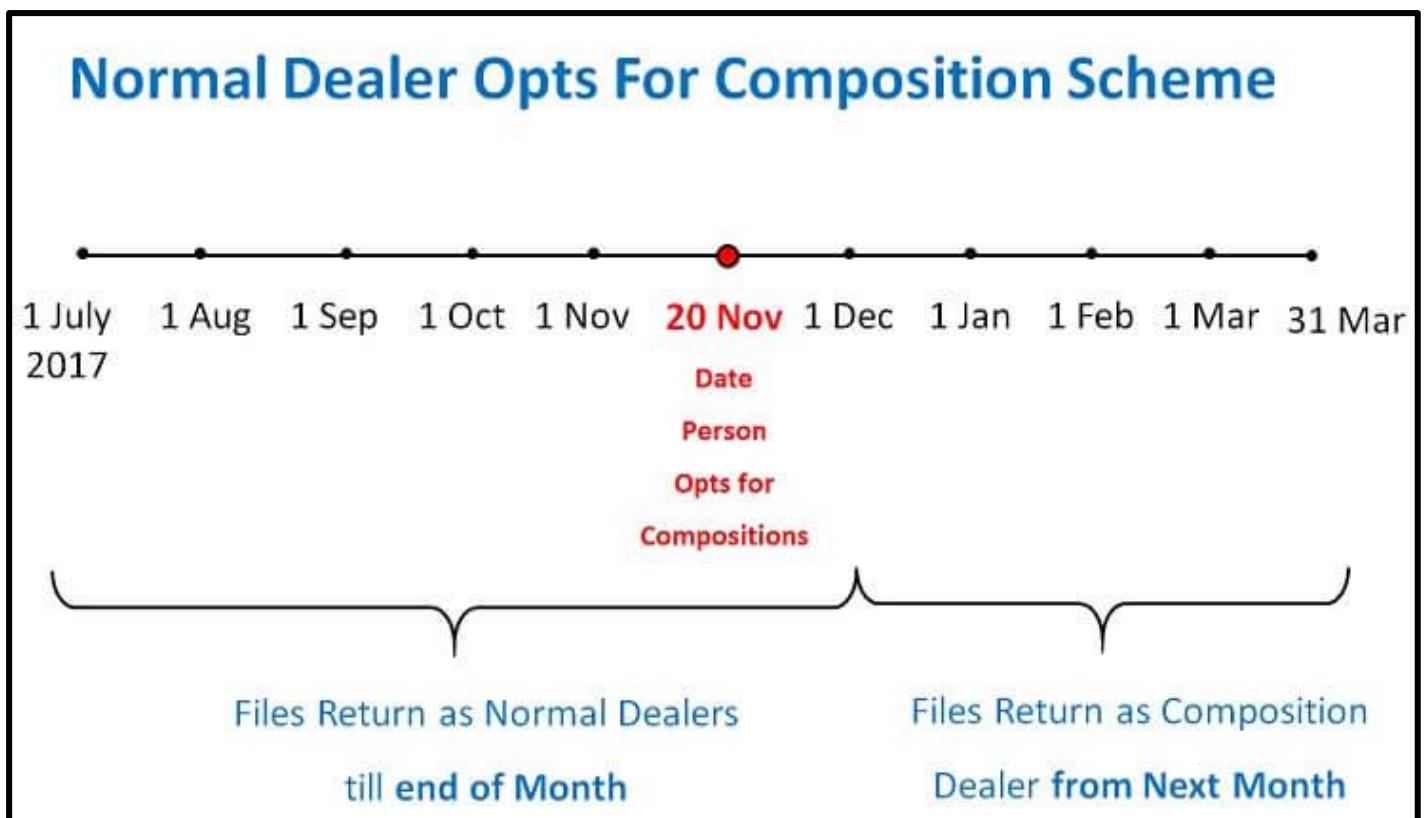 Normal Dealer Opts For Composition Scheme
1 July 1 Aug 1 Sep 1 Oct 1 Nov 20 Nov 1 Dec 1 Jan 1 Feb 1 Mar 31 Mar
2017
Date
Person
Opts for
Compositions
Files Return as Normal Dealers
till end of Month
Files Return as Composition
Dealer from Next Month